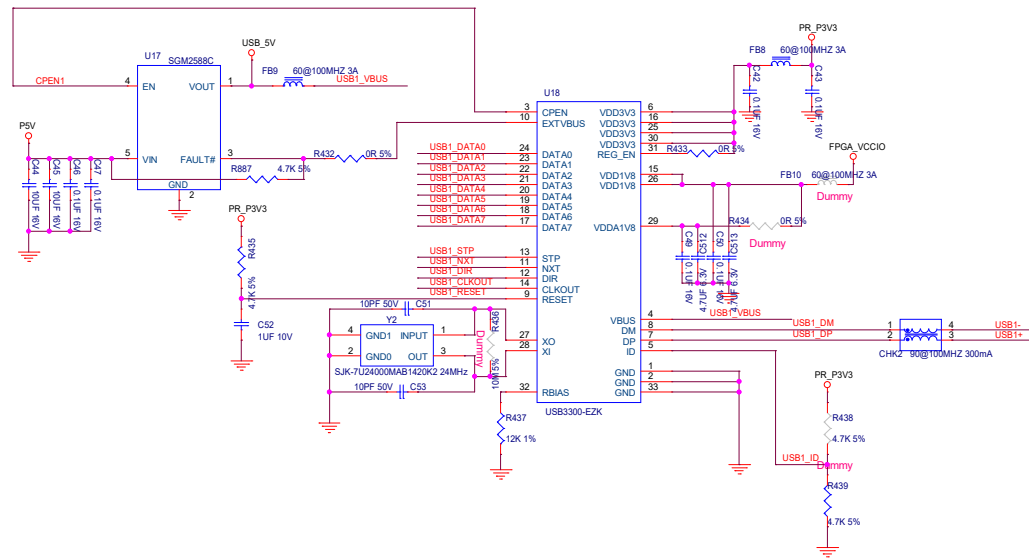 U17
SGM2588C
CPEN1
4
EN
VOUT
1
5
VIN
FAULT#
3
GND
2
USB_5V
FB9
60@100MHZ 3A
USB1_VBUS
P5V
C44
10UF 16V
C45
10UF 16V
C46
0.1UF 16V
C47
0.1UF 16V
R432
0R 5%
R887
4.7K 5%
PR_P3V3
R435
4.7K 5%
C52
1UF 10V
USB1_DATA0
USB1_DATA1
USB1_DATA2
USB1_DATA3
USB1_DATA4
USB1_DATA5
USB1_DATA6
USB1_DATA7
USB1_STP
USB1_NXT
USB1_DIR
USB1_CLKOUT
USB1_RESET
10PF 50V
C51
Y2
4
GND1
INPUT
1
2
GND0
OUT
3
SJK-7U24000MAB1420K2 24MHz
10PF 50V
C53
R436
Dummy
10M 5%
R437
12K 1%
U18
3
CPEN
10
EXTVBUS
24
DATA0
23
DATA1
22
DATA2
21
DATA3
20
DATA4
19
DATA5
18
DATA6
17
DATA7
13
STP
11
NXT
12
DIR
14
CLKOUT
9
RESET
27
XO
28
XI
32
RBIAS
VDD3V3
6
VDD3V3
16
VDD3V3
25
VDD3V3
30
REG_EN
31
VDD1V8
15
VDD1V8
26
VDDA1V8
29
VBUS
4
DM
8
DP
7
ID
5
GND
1
GND
2
GND
33
USB3300-EZK
PR_P3V3
FB8
60@100MHZ 3A
C42
0.1UF 16V
C43
0.1UF 16V
R433
0R 5%
FPGA_VCCIO
FB10
60@100MHZ 3A
Dummy
R434
0R 5%
Dummy
C49
0.1UF 16V
C512
4.7UF 6.3V
C50
0.1UF 16V
C513
4.7UF 6.3V
USB1_VBUS
USB1_DM
USB1_DP
1
4
2
3
USB1-
USB1+
CHK2
90@100MHZ 300mA
PR_P3V3
R438
4.7K 5%
USB1_ID
Dummy
R439
4.7K 5%